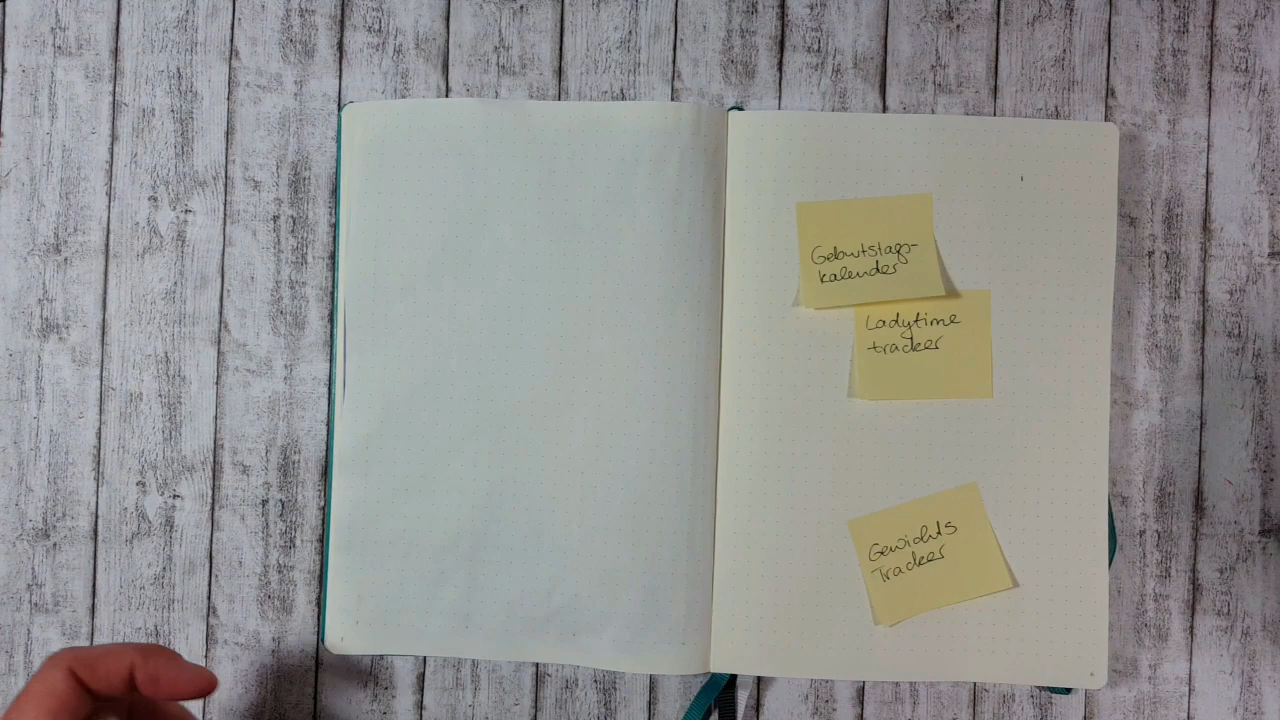 Geburtstags-
kalender
Ladytime
tracker
Gewichts
Tracker